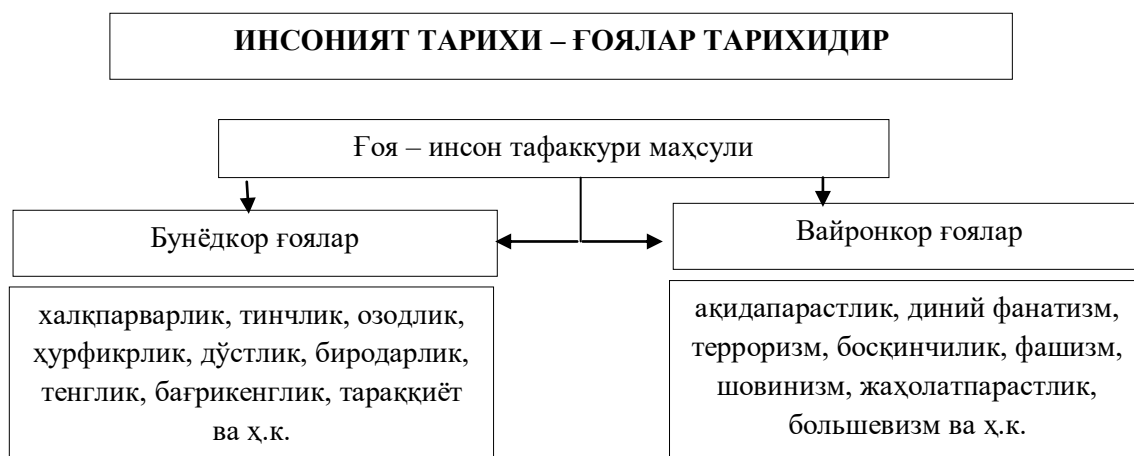 ИНСОНИЯТ ТАРИХИ – ҒОЯЛАР ТАРИХИДИР
Ғоя – инсон тафаккури маҳсули
Бунёдкор ғоялар
Вайронкор ғоялар
халқпарварлик, тинчлик, озодлик,
ҳурфикрлик, дўстлик, биродарлик,
тенглик, бағрикенглик, тараққиёт
ва ҳ.к.
ақидапарастлик, диний фанатизм,
терроризм, босқинчилик, фашизм,
шовинизм, жаҳолатпарастлик,
большевизм ва ҳ.к.